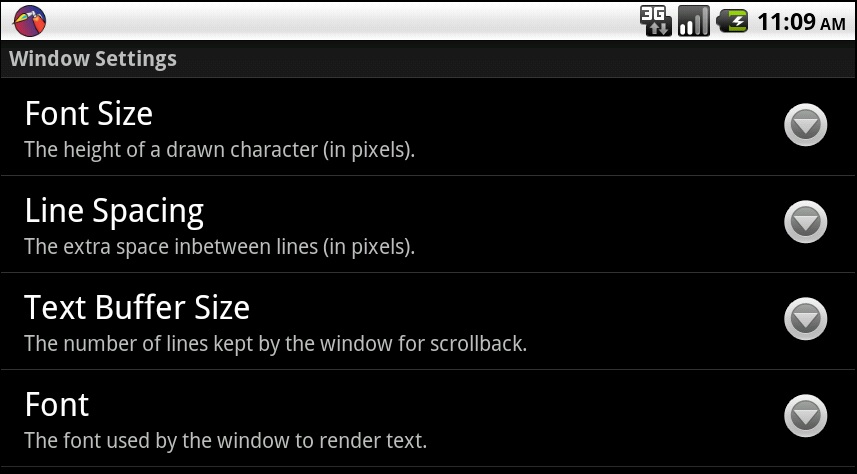 3G
11:09 AM
Window Settings
Font Size
The height of a drawn character (in pixels).
Line Spacing
The extra space inbetween lines (in pixels).
Text Buffer Size
The number of lines kept by the window for scrollback.
Font
The font used by the window to render text.